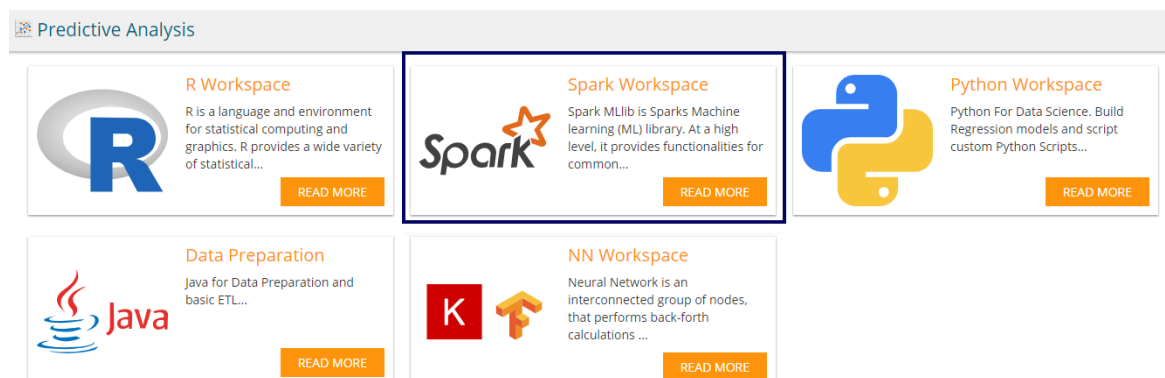 Predictive Analysis
R Workspace
R is a language and environment
for statistical computing and
graphics. R provides a wide variety
of statistical...
READ MORE
Spark
Spark Workspace
Spark MLlib is Sparks Machine
learning (ML) library. At a high
level, it provides functionalities for
common...
READ MORE
Python Workspace
Python For Data Science. Build
Regression models and script
custom Python Scripts...
READ MORE
Java
Data Preparation
Java for Data Preparation and
basic ETL...
READ MORE
K
NN Workspace
Neural Network is an
interconnected group of nodes,
that performs back-forth
calculations ...
READ MORE